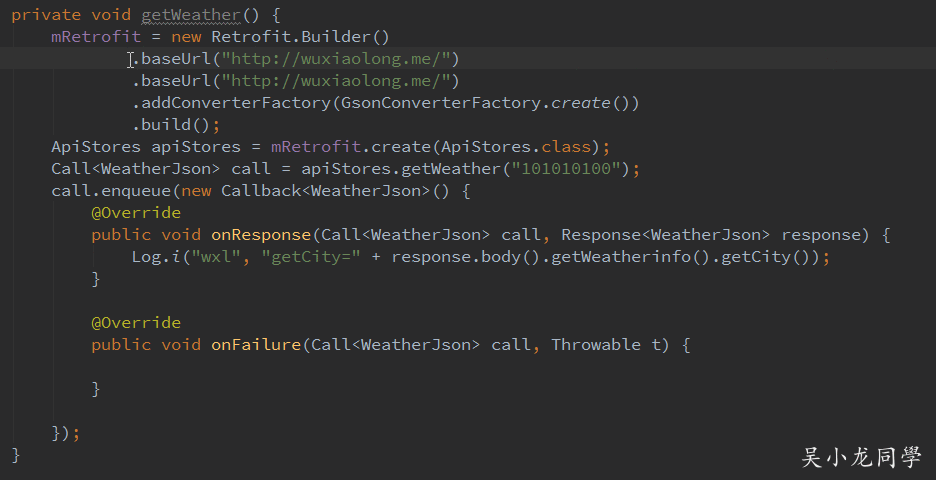 private void getWeather() {
mRetrofit = new Retrofit.Builder()
.baseUrl("http://wuxiaolong.me/")
.baseUrl("http://wuxiaolong.me/")
.addConverterFactory(GsonConverterFactory.create())
.build();
ApiStores apiStores = mRetrofit.create(ApiStores.class);
Call<WeatherJson> call = apiStores.getWeather("101010100");
call.enqueue(new Callback<WeatherJson>() {
@Override
public void onResponse(Call<WeatherJson> call, Response<WeatherJson> response) {
Log.i("wxl", "getCity=" + response.body().getWeatherinfo().getCity());
}
@Override
public void onFailure(Call<WeatherJson> call, Throwable t) {
}
});
}
吴小龙同學